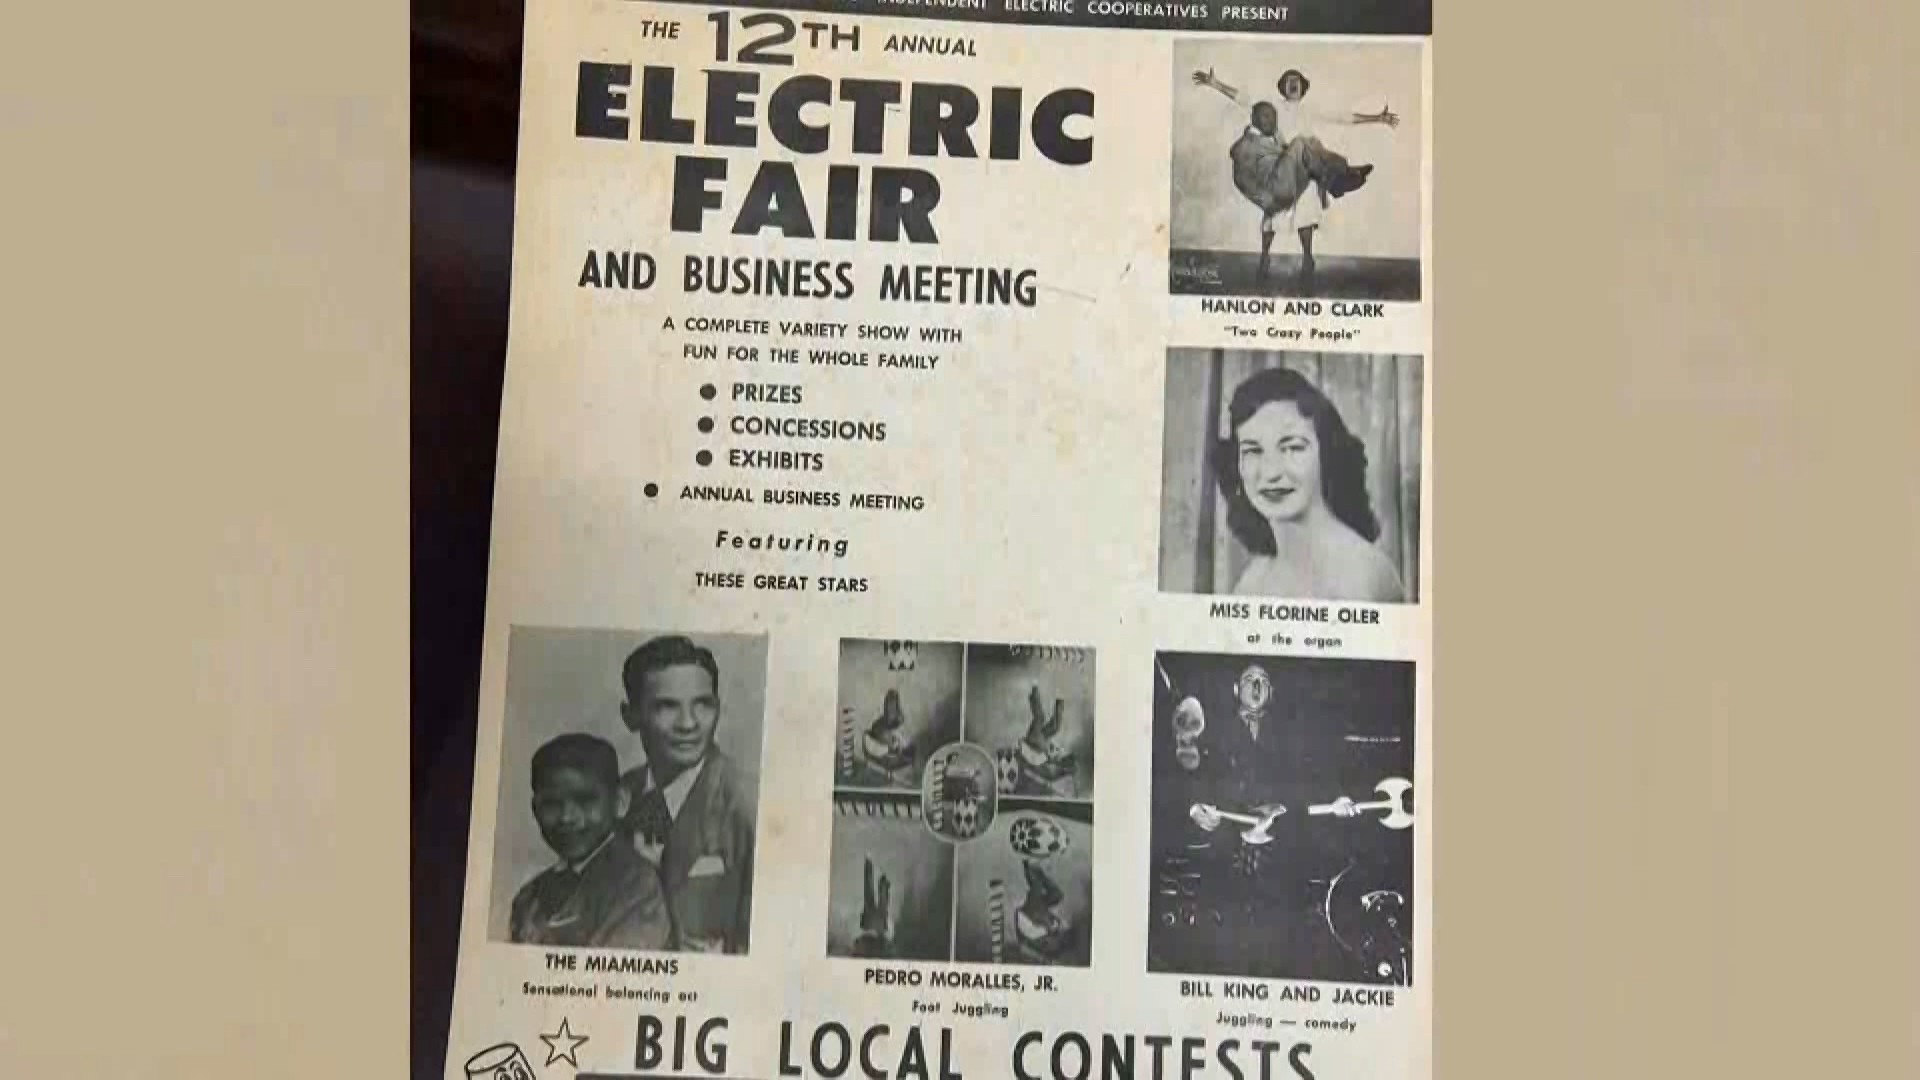 INDEPENDENT ELECTRIC COOPERATIVES PRESENT
THE 12TH ANNUAL
ELECTRIC
FAIR
AND BUSINESS MEETING
A COMPLETE VARIETY SHOW WITH
FUN FOR THE WHOLE FAMILY
● PRIZES
● CONCESSIONS
● EXHIBITS
● ANNUAL BUSINESS MEETING
Featuring
THESE GREAT STARS
HANLON AND CLARK
"Two Crazy People"
MISS FLORINE OLER
at the organ
THE MIAMIANS
Sensational balancing act
PEDRO MORALLES, JR.
Foot Juggling
BILL KING AND JACKIE
Juggling — comedy
BIG LOCAL CONTESTS